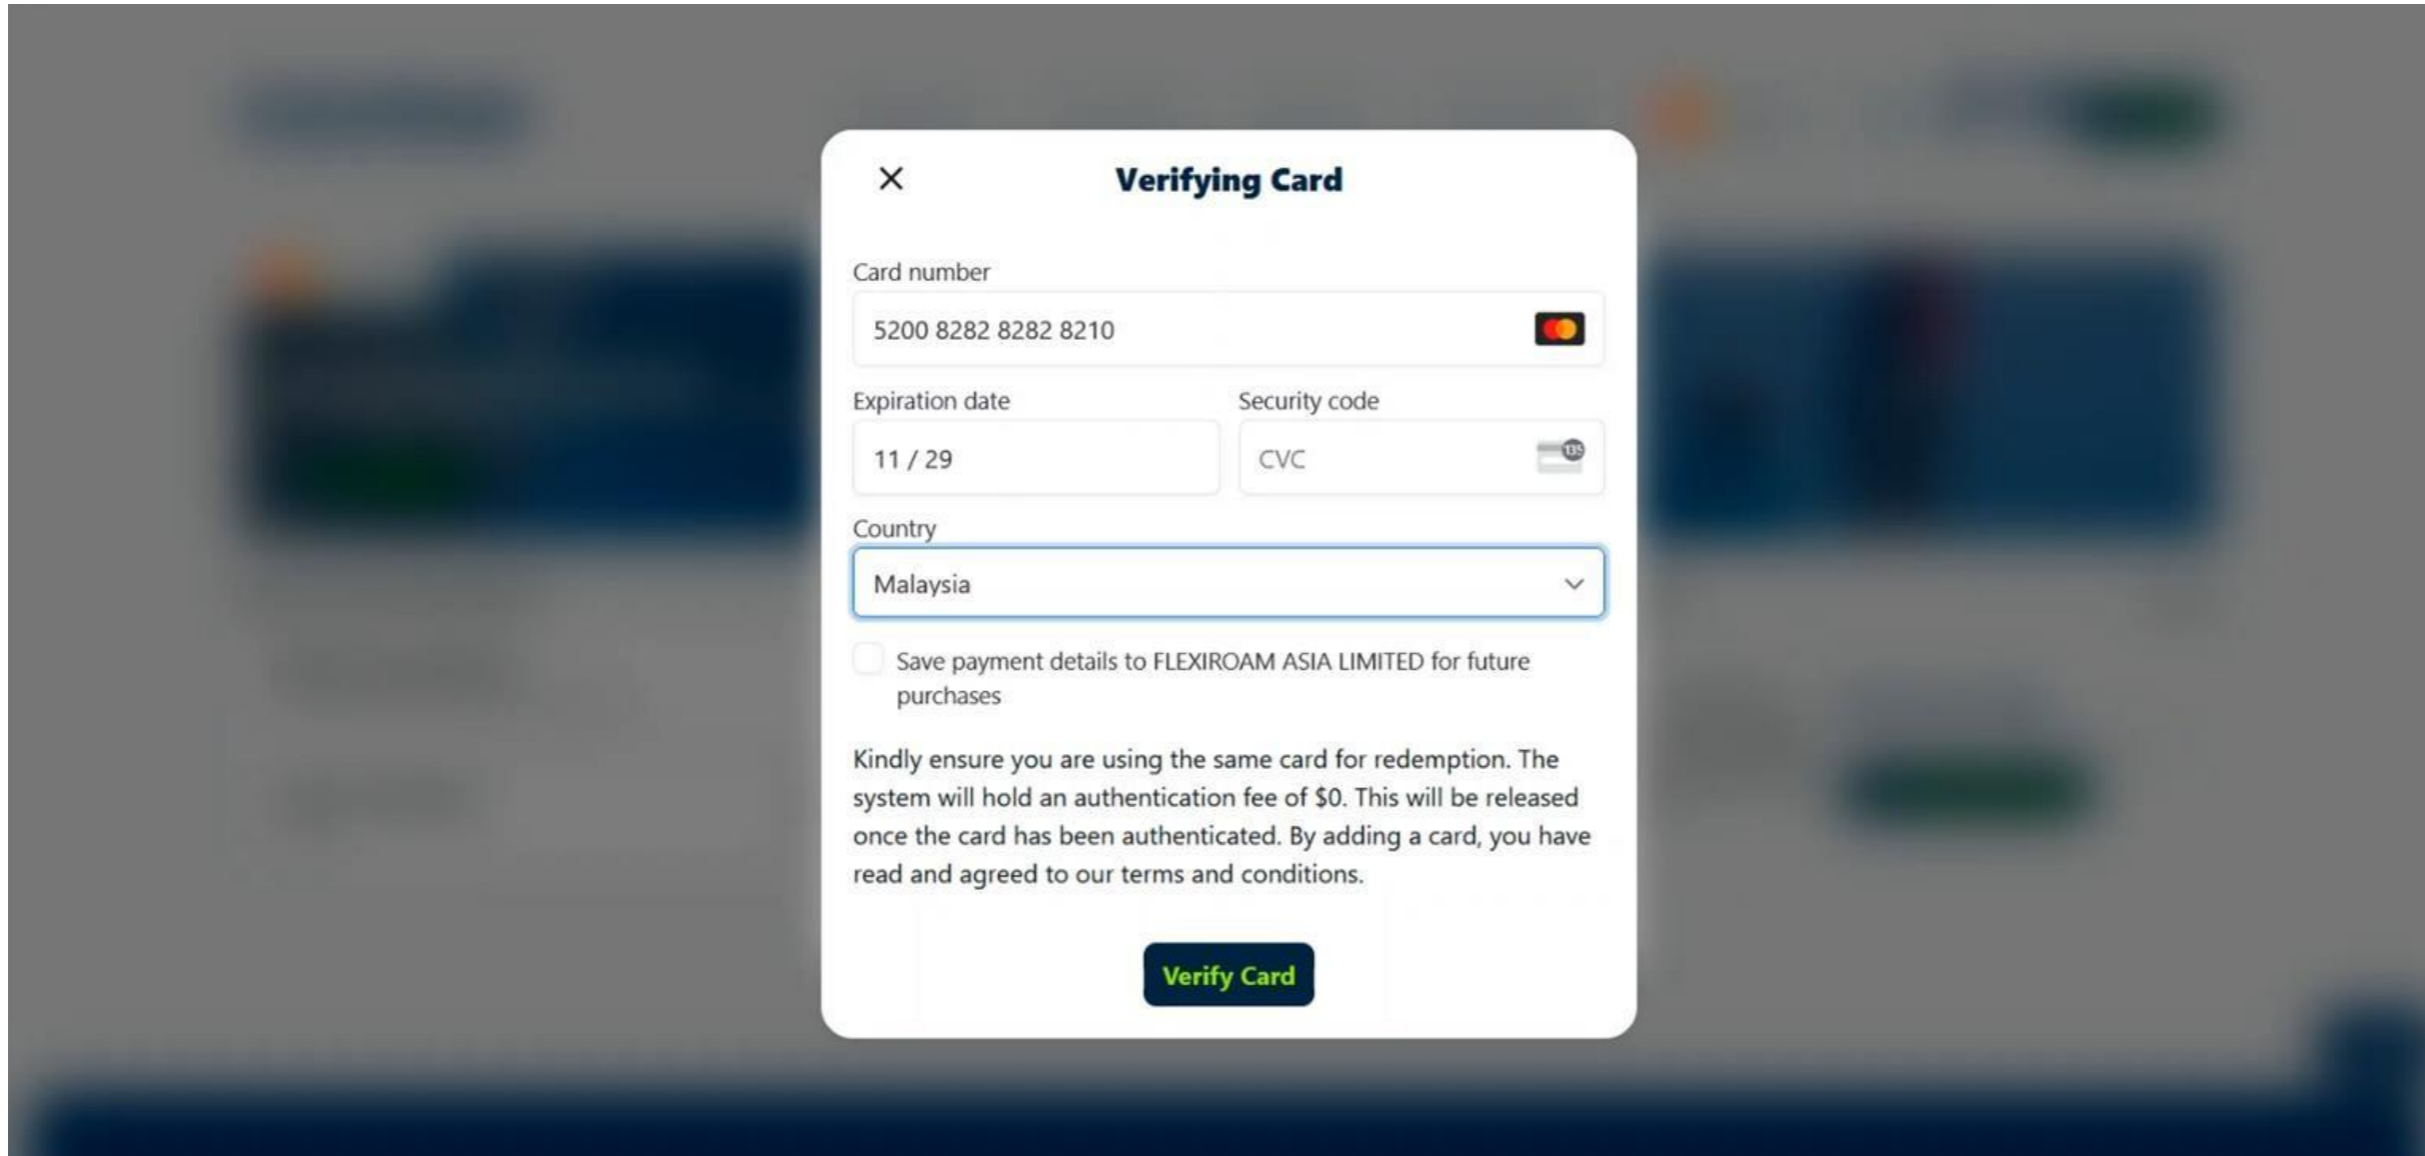 Verifying Card
Card number
5200 8282 8282 8210
Expiration date
Security code
11 / 29
CVC
135
Country
Malaysia
Save payment details to FLEXIROAM ASIA LIMITED for future
purchases
Kindly ensure you are using the same card for redemption. The
system will hold an authentication fee of $0. This will be released
once the card has been authenticated. By adding a card, you have
read and agreed to our terms and conditions.
Verify Card